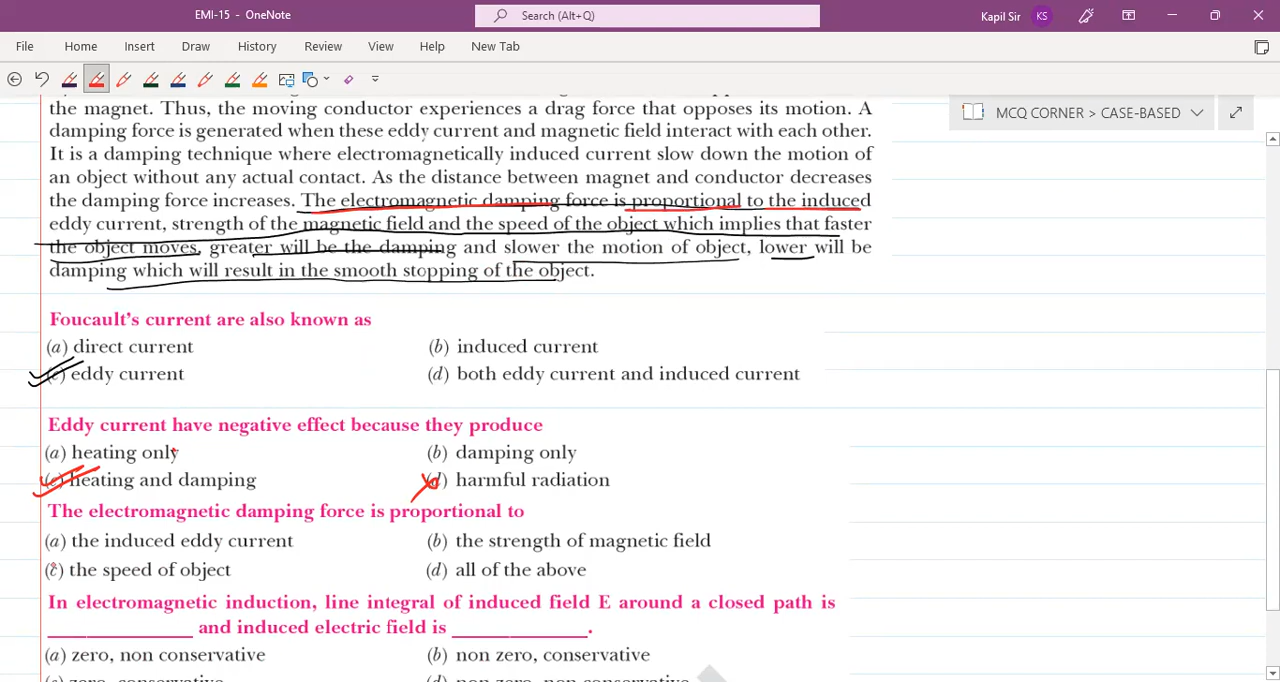 EMI-15 - OneNote
Search (Alt+Q)
Kapil Sir KS
File Home Insert Draw History Review View Help New Tab
MCQ CORNER > CASE-BASED
the magnet. Thus, the moving conductor experiences a drag force that opposes its motion. A
damping force is generated when these eddy current and magnetic field interact with each other.
It is a damping technique where electromagnetically induced current slow down the motion of
an object without any actual contact. As the distance between magnet and conductor decreases
the damping force increases. The electromagnetic damping force is proportional to the induced
eddy current, strength of the magnetic field and the speed of the object which implies that faster
the object moves, greater will be the damping and slower the motion of object, lower will be
damping which will result in the smooth stopping of the object.
Foucault's current are also known as
(a) direct current (b) induced current
(c) eddy current (d) both eddy current and induced current
Eddy current have negative effect because they produce
(a) heating only (b) damping only
(c) heating and damping (d) harmful radiation
The electromagnetic damping force is proportional to
(a) the induced eddy current (b) the strength of magnetic field
(c) the speed of object (d) all of the above
In electromagnetic induction, line integral of induced field E around a closed path is
______________ and induced electric field is ______________.
(a) zero, non conservative (b) non zero, conservative
(c) zero, conservative (d) non zero, non conservative